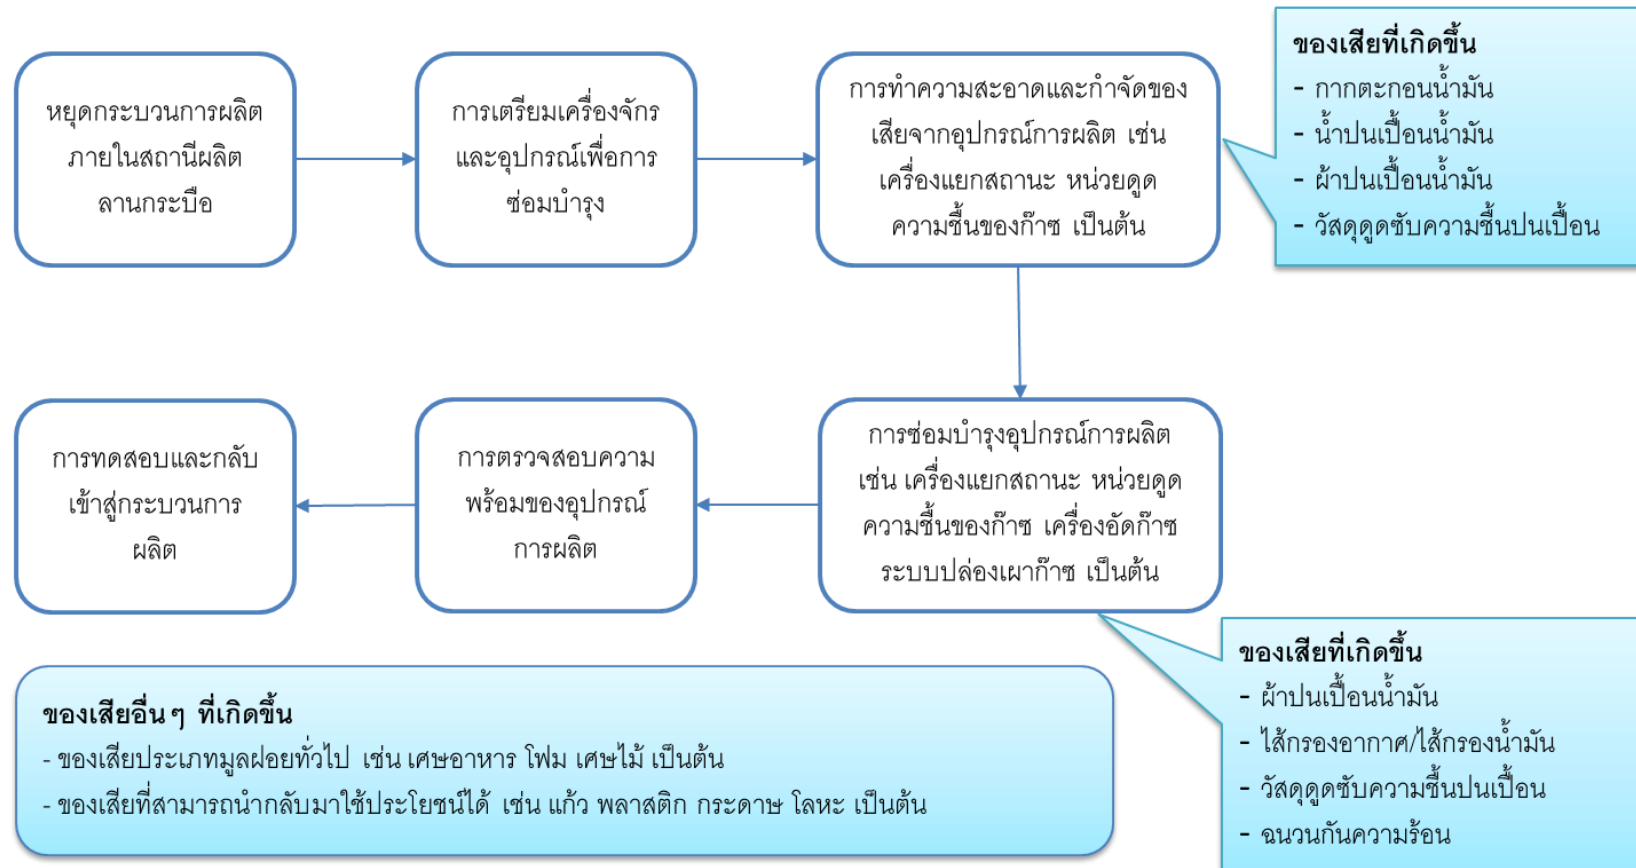 หยุดกระบวนการผลิต
ภายในสถานีผลิต
ลานกระบือ
การเตรียมเครื่องจักร
และอุปกรณ์เพื่อการ
ซ่อมบำรุง
การทำความสะอาดและกำจัดของ
เสียจากอุปกรณ์การผลิต เช่น
เครื่องแยกสถานะ หน่วยดูด
ความชื้นของก๊าซ เป็นต้น
ของเสียที่เกิดขึ้น
- กากตะกอนน้ำมัน
- น้ำปนเปื้อนน้ำมัน
- ผ้าปนเปื้อนน้ำมัน
- วัสดุดูดซับความชื้นปนเปื้อน
การซ่อมบำรุงอุปกรณ์การผลิต
เช่น เครื่องแยกสถานะ หน่วยดูด
ความชื้นของก๊าซ เครื่องอัดก๊าซ
ระบบปล่องเผาก๊าซ เป็นต้น
ของเสียที่เกิดขึ้น
- ผ้าปนเปื้อนน้ำมัน
- ไส้กรองอากาศ/ไส้กรองน้ำมัน
- วัสดุดูดซับความชื้นปนเปื้อน
- ฉนวนกันความร้อน
การตรวจสอบความ
พร้อมของอุปกรณ์
การผลิต
การทดสอบและกลับ
เข้าสู่กระบวนการ
ผลิต
ของเสียอื่นๆ ที่เกิดขึ้น
- ของเสียประเภทมูลฝอยทั่วไป เช่น เศษอาหาร โฟม เศษไม้ เป็นต้น
- ของเสียที่สามารถนำกลับมาใช้ประโยชน์ได้ เช่น แก้ว พลาสติก กระดาษ โลหะ เป็นต้น